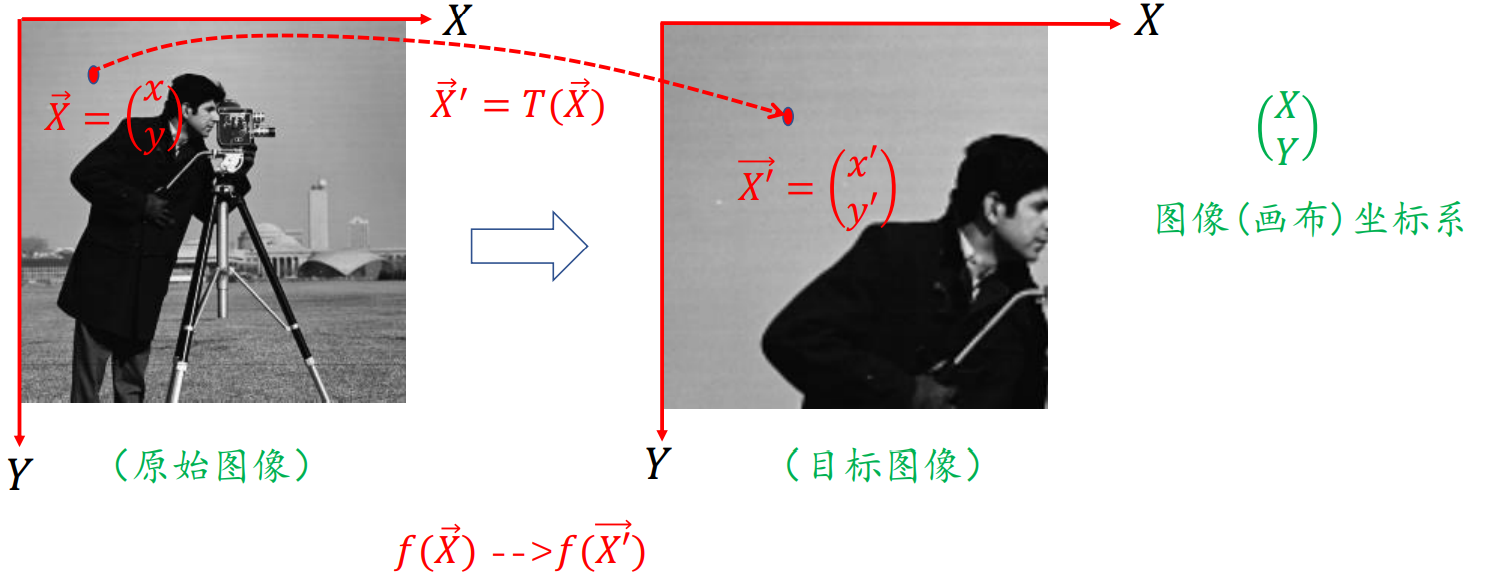 X
X
$\vec{X} = \begin{pmatrix} x \\ y \end{pmatrix}$
$\vec{X}' = T(\vec{X})$
$\overrightarrow{X'} = \begin{pmatrix} x' \\ y' \end{pmatrix}$
$\begin{pmatrix} X \\ Y \end{pmatrix}$
图像(画布)坐标系
Y
(原始图像)
Y
(目标图像)
$f(\vec{X})$ -->$f(\overrightarrow{X'})$